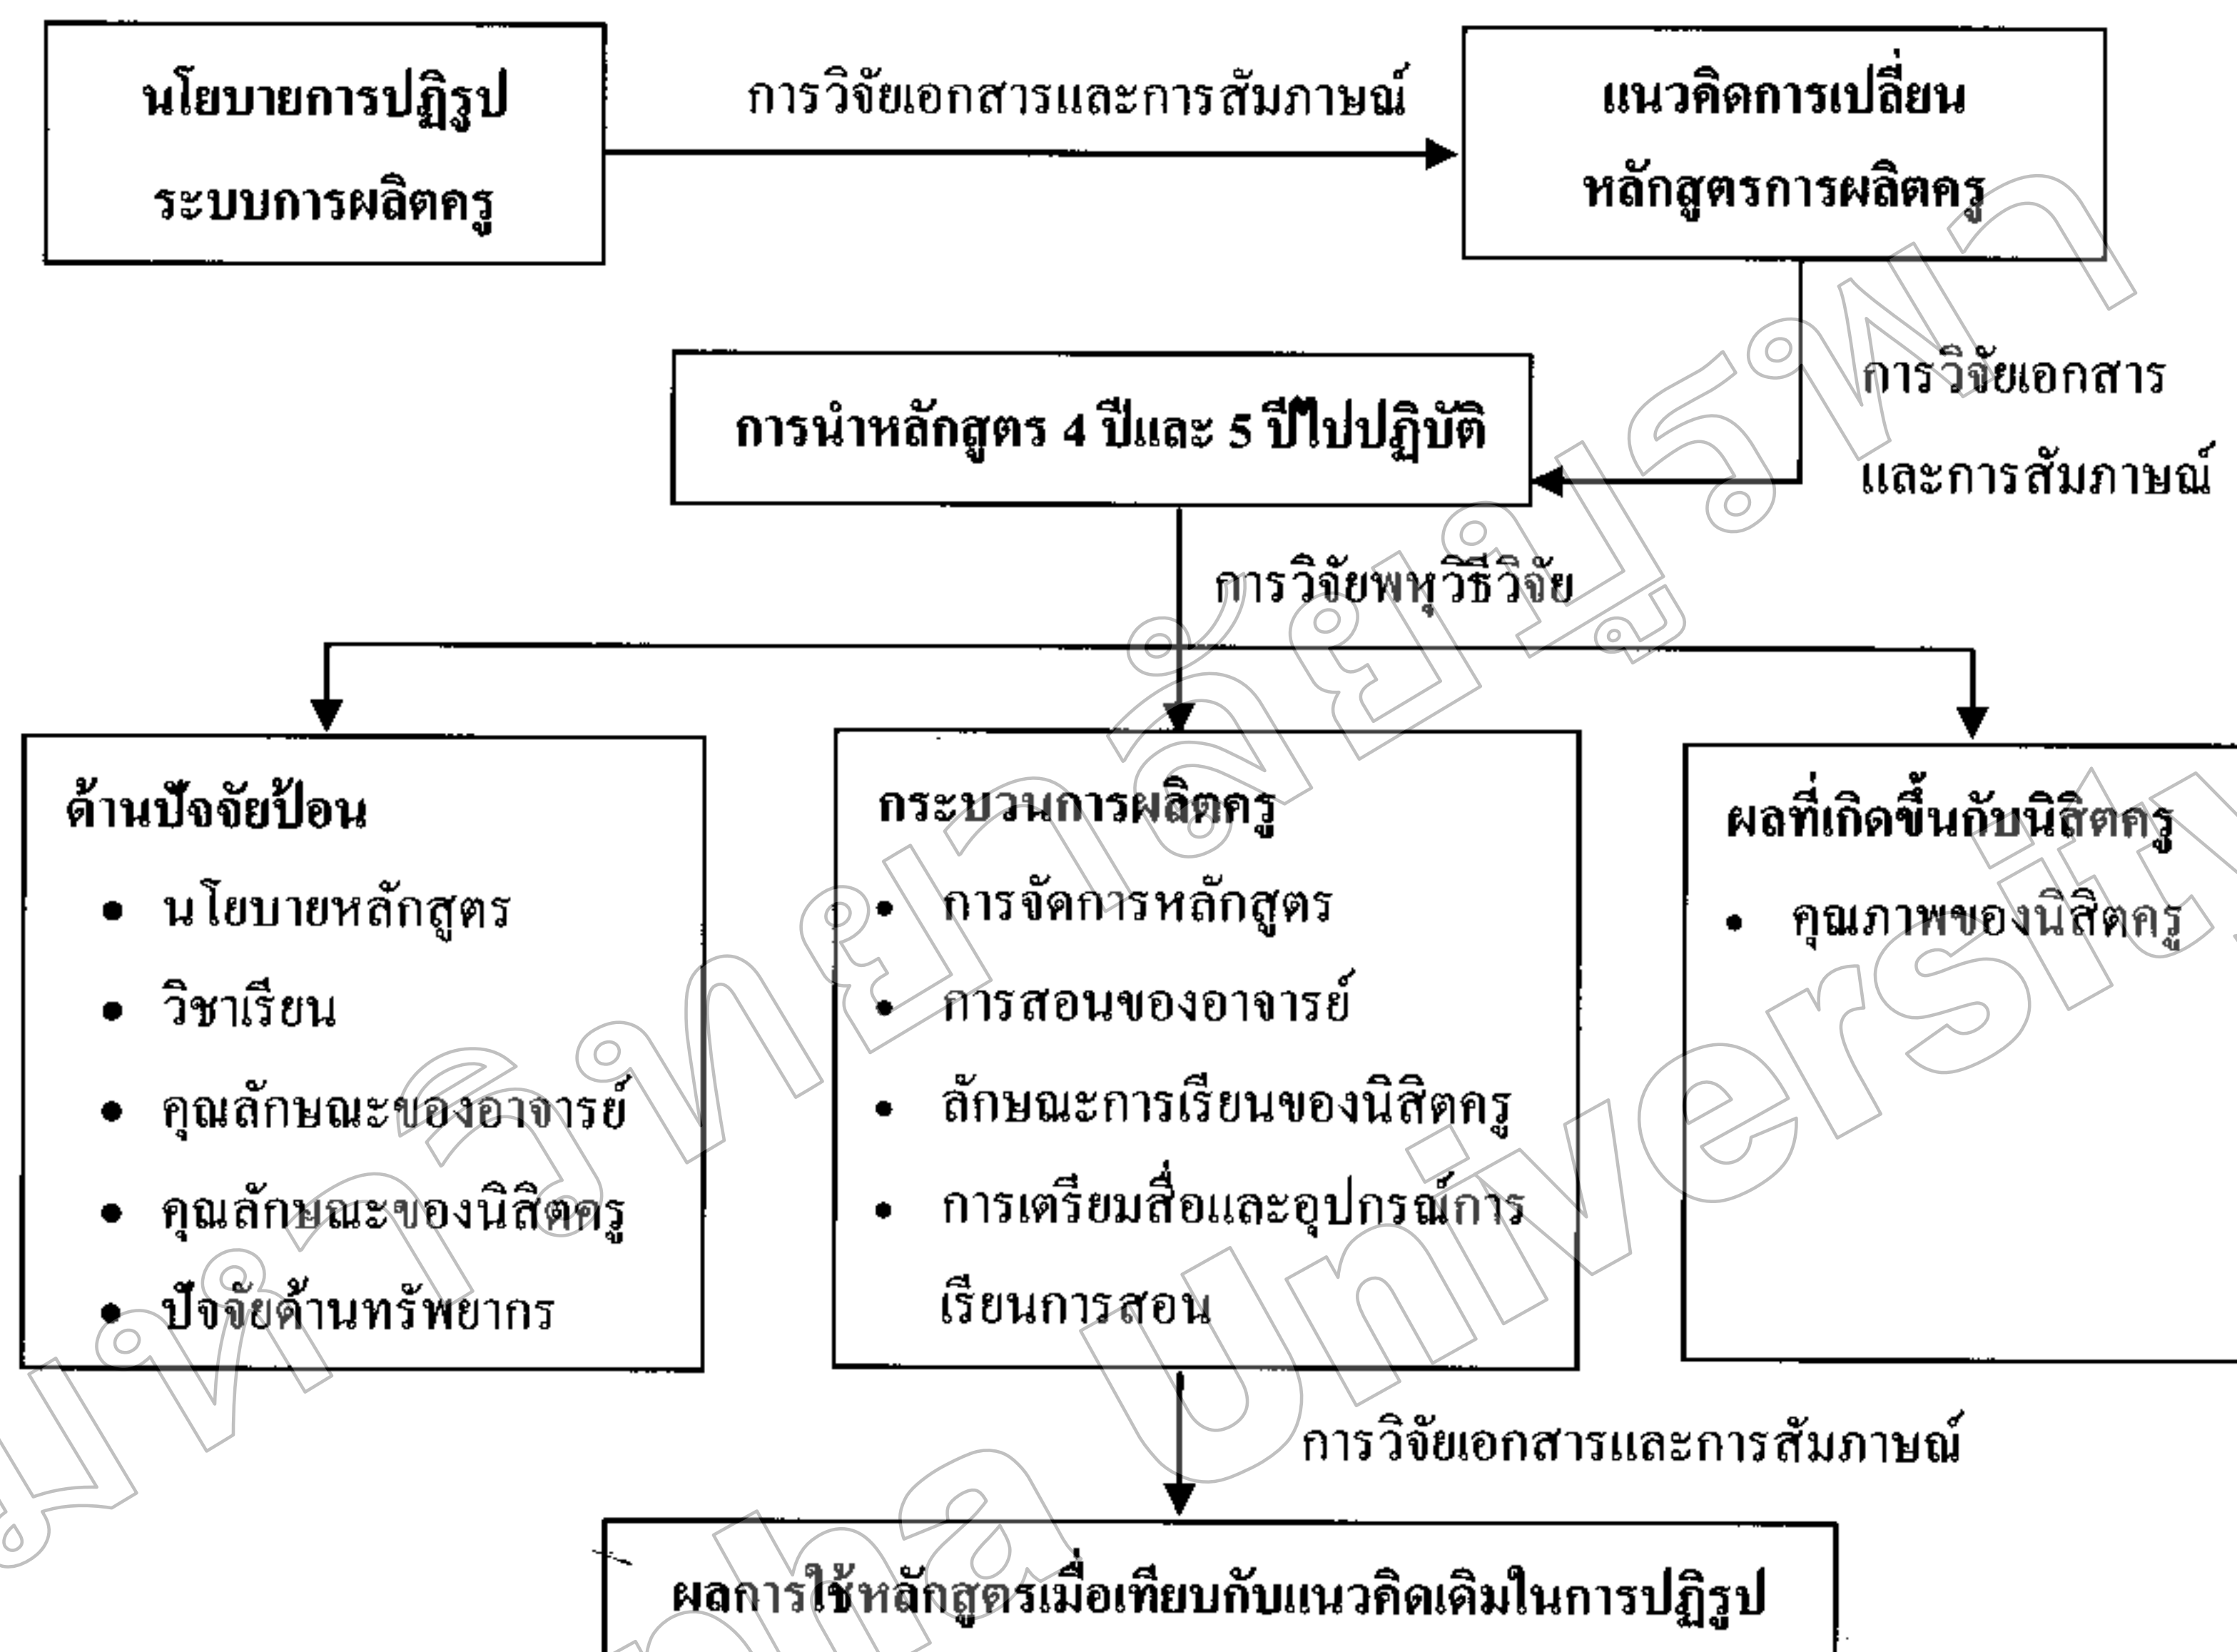 นโยบายการปฏิรูป
ระบบการผลิตครู
การวิจัยเอกสารและการสัมภาษณ์
แนวคิดการเปลี่ยน
หลักสูตรการผลิตครู
การวิจัยเอกสาร
และการสัมภาษณ์
การนำหลักสูตร 4 ปีและ 5 ปีไปปฏิบัติ
การวิจัยพหุวิธีวิจัย
ด้านปัจจัยป้อน
• นโยบายหลักสูตร
• วิชาเรียน
• คุณลักษณะของอาจารย์
• คุณลักษณะของนิสิตครู
• ปัจจัยด้านทรัพยากร
กระบวนการผลิตครู
• การจัดการหลักสูตร
• การสอนของอาจารย์
• ลักษณะการเรียนของนิสิตครู
• การเตรียมสื่อและอุปกรณ์การ
เรียนการสอน
ผลที่เกิดขึ้นกับนิสิตครู
• คุณภาพของนิสิตครู
การวิจัยเอกสารและการสัมภาษณ์
ผลการใช้หลักสูตรเมื่อเทียบกับแนวคิดเดิมในการปฏิรูป
มหาวิทยาลัยบูรพา
University